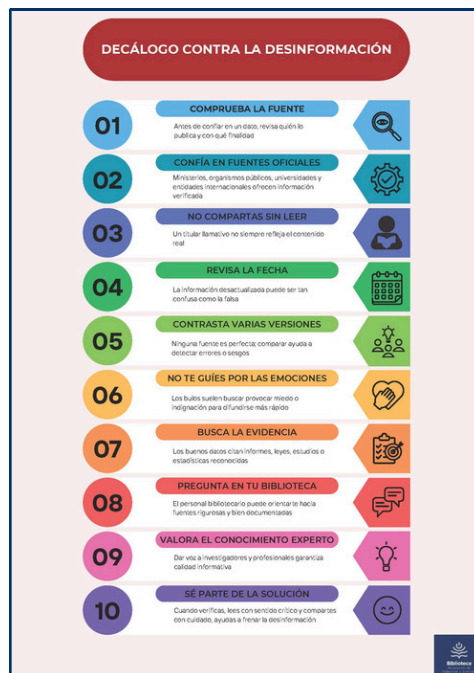 DECÁLOGO CONTRA LA DESINFORMACIÓN
01
COMPRUEBA LA FUENTE
Antes de confiar en un dato, revisa quién lo
publica y con qué finalidad
02
CONFÍA EN FUENTES OFICIALES
Ministerios, organismos públicos, universidades y
entidades internacionales ofrecen información
verificada
03
NO COMPARTAS SIN LEER
Un titular llamativo no siempre refleja el contenido
real
04
REVISA LA FECHA
La información desactualizada puede ser tan
confusa como la falsa
05
CONTRASTA VARIAS VERSIONES
Ninguna fuente es perfecta: comparar ayuda a
detectar errores o sesgos
06
NO TE GUÍES POR LAS EMOCIONES
Los bulos suelen buscar provocar miedo o
indignación para difundirse más rápido
07
BUSCA LA EVIDENCIA
Los buenos datos citan informes, leyes, estudios o
estadísticas reconocidas
08
PREGUNTA EN TU BIBLIOTECA
El personal bibliotecario puede orientarte hacia
fuentes rigurosas y bien documentadas
09
VALORA EL CONOCIMIENTO EXPERTO
Dar voz a investigadores y profesionales garantiza
calidad informativa
10
SÉ PARTE DE LA SOLUCIÓN
Cuando verificas, lees con sentido crítico y compartes
con cuidado, ayudas a frenar la desinformación
Biblioteca